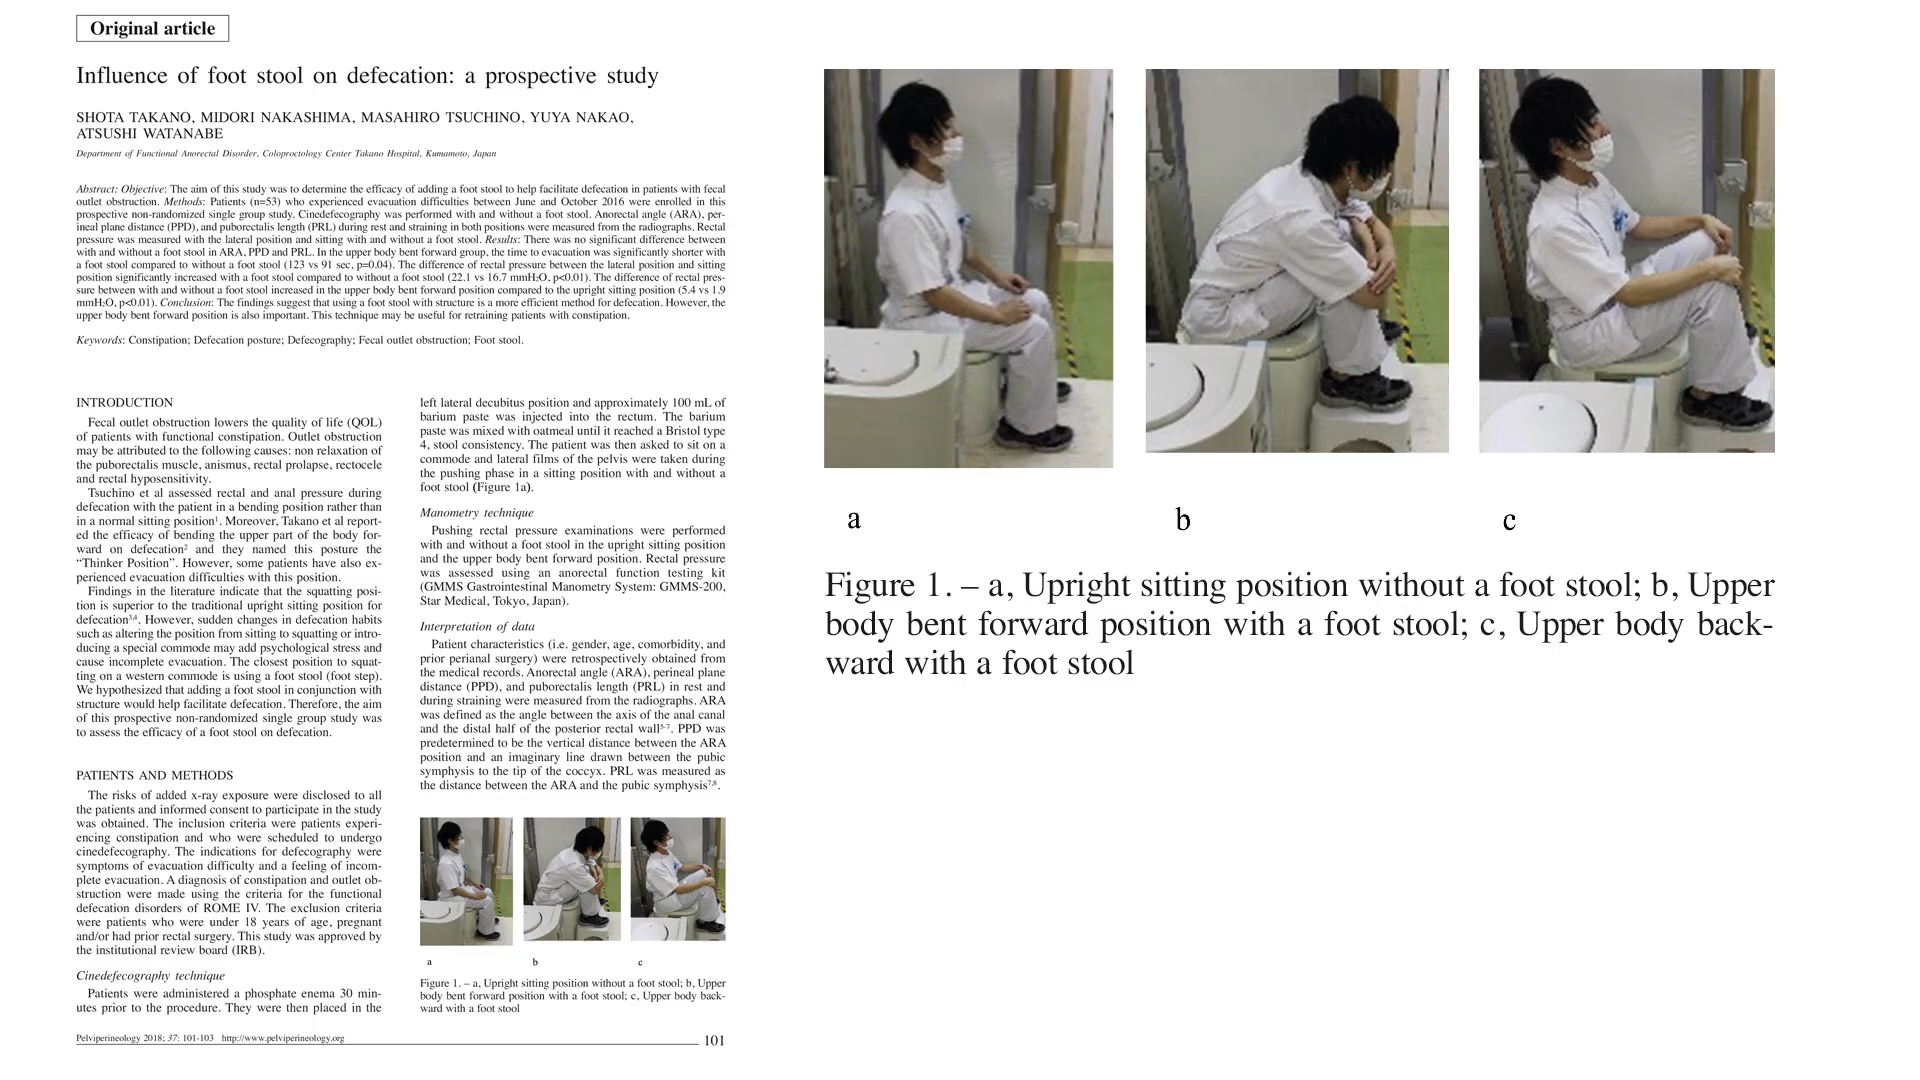 Original article
Influence of foot stool on defecation: a prospective study
SHOTA TAKANO, MIDORI NAKASHIMA, MASAHIRO TSUCHINO, YUYA NAKAO,
ATSUSHI WATANABE
Department of Functional Anorectal Disorder, Coloproctology Center Takano Hospital, Kumamoto, Japan
Abstract: Objective: The aim of this study was to determine the efficacy of adding a foot stool to help facilitate defecation in patients with fecal
outlet obstruction. Methods: Patients (n=53) who experienced evacuation difficulties between June and October 2016 were enrolled in this
prospective non-randomized single group study. Cinedefecography was performed with and without a foot stool. Anorectal angle (ARA), per-
ineal plane distance (PPD), and puborectalis length (PRL) during rest and straining in both positions were measured from the radiographs. Rectal
pressure was measured with the lateral position and sitting with and without a foot stool. Results: There was no significant difference between
with and without a foot stool in ARA, PPD and PRL. In the upper body bent forward group, the time to evacuation was significantly shorter with
a foot stool compared to without a foot stool (123 vs 91 sec, p=0.04). The difference of rectal pressure between the lateral position and sitting
position significantly increased with a foot stool compared to without a foot stool (22.1 vs 16.7 mmH2O, p<0.01). The difference of rectal pres-
sure between with and without a foot stool increased in the upper body bent forward position compared to the upright sitting position (5.4 vs 1.9
mmH2O, p<0.01). Conclusion: The findings suggest that using a foot stool with structure is a more efficient method for defecation. However, the
upper body bent forward position is also important. This technique may be useful for retraining patients with constipation.
Keywords: Constipation; Defecation posture; Defecography; Fecal outlet obstruction; Foot stool.
INTRODUCTION
Fecal outlet obstruction lowers the quality of life (QOL)
of patients with functional constipation. Outlet obstruction
may be attributed to the following causes: non relaxation of
the puborectalis muscle, anismus, rectal prolapse, rectocele
and rectal hyposensitivity.
Tsuchino et al assessed rectal and anal pressure during
defecation with the patient in a bending position rather than
in a normal sitting position1. Moreover, Takano et al report-
ed the efficacy of bending the upper part of the body for-
ward on defecation2 and they named this posture the
“Thinker Position”. However, some patients have also ex-
perienced evacuation difficulties with this position.
Findings in the literature indicate that the squatting posi-
tion is superior to the traditional upright sitting position for
defecation3,4. However, sudden changes in defecation habits
such as altering the position from sitting to squatting or intro-
ducing a special commode may add psychological stress and
cause incomplete evacuation. The closest position to squat-
ting on a western commode is using a foot stool (foot step).
We hypothesized that adding a foot stool in conjunction with
structure would help facilitate defecation. Therefore, the aim
of this prospective non-randomized single group study was
to assess the efficacy of a foot stool on defecation.
PATIENTS AND METHODS
The risks of added x-ray exposure were disclosed to all
the patients and informed consent to participate in the study
was obtained. The inclusion criteria were patients experi-
encing constipation and who were scheduled to undergo
cinedefecography. The indications for defecography were
symptoms of evacuation difficulty and a feeling of incom-
plete evacuation. A diagnosis of constipation and outlet ob-
struction were made using the criteria for the functional
defecation disorders of ROME IV. The exclusion criteria
were patients who were under 18 years of age, pregnant
and/or had prior rectal surgery. This study was approved by
the institutional review board (IRB).
Cinedefecography technique
Patients were administered a phosphate enema 30 min-
utes prior to the procedure. They were then placed in the
left lateral decubitus position and approximately 100 mL of
barium paste was injected into the rectum. The barium
paste was mixed with oatmeal until it reached a Bristol type
4, stool consistency. The patient was then asked to sit on a
commode and lateral films of the pelvis were taken during
the pushing phase in a sitting position with and without a
foot stool (Figure 1a).
Manometry technique
Pushing rectal pressure examinations were performed
with and without a foot stool in the upright sitting position
and the upper body bent forward position. Rectal pressure
was assessed using an anorectal function testing kit
(GMMS Gastrointestinal Manometry System: GMMS-200,
Star Medical, Tokyo, Japan).
Interpretation of data
Patient characteristics (i.e. gender, age, comorbidity, and
prior perianal surgery) were retrospectively obtained from
the medical records. Anorectal angle (ARA), perineal plane
distance (PPD), and puborectalis length (PRL) in rest and
during straining were measured from the radiographs. ARA
was defined as the angle between the axis of the anal canal
and the distal half of the posterior rectal wall5-7. PPD was
predetermined to be the vertical distance between the ARA
position and an imaginary line drawn between the pubic
symphysis to the tip of the coccyx. PRL was measured as
the distance between the ARA and the pubic symphysis7,8.
a b c
Figure 1. – a, Upright sitting position without a foot stool; b, Upper
body bent forward position with a foot stool; c, Upper body back-
ward with a foot stool
Pelviperineology 2018; 37: 101-103 http://www.pelviperineology.org
101
a b c
Figure 1. – a, Upright sitting position without a foot stool; b, Upper
body bent forward position with a foot stool; c, Upper body back-
ward with a foot stool